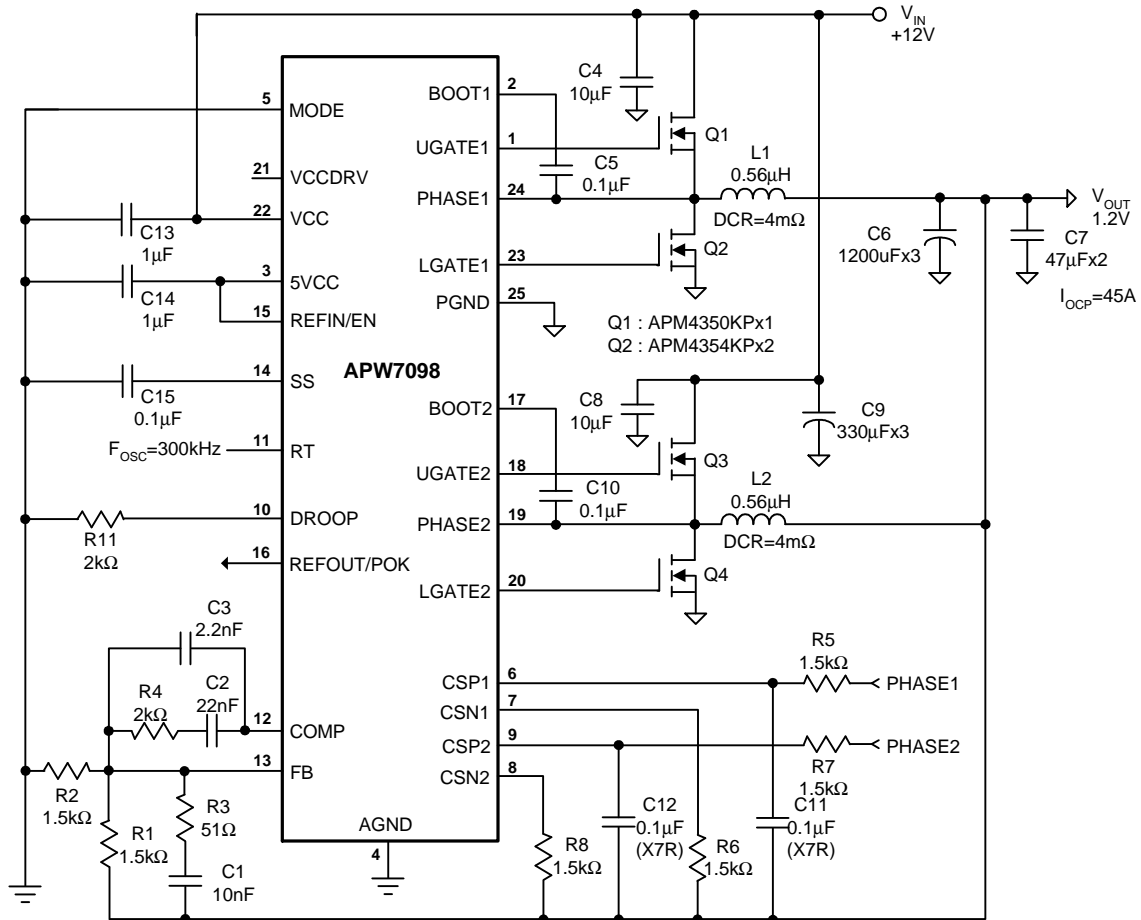 V_IN
+12V
C4
10µF
2
BOOT1
5
MODE
1
UGATE1
Q1
C5
0.1µF
L1
0.56µH
DCR=4mΩ
21
VCCDRV
24
PHASE1
V_OUT
1.2V
22
VCC
C13
1µF
C6
1200uFx3
C7
47µFx2
23
LGATE1
Q2
3
5VCC
C14
1µF
25
PGND
I_OCP=45A
15
REFIN/EN
Q1 : APM4350KPx1
Q2 : APM4354KPx2
APW7098
14
SS
C15
0.1µF
17
BOOT2
C8
10µF
C9
330µFx3
F_OSC=300kHz
11
RT
18
UGATE2
Q3
C10
0.1µF
L2
0.56µH
DCR=4mΩ
10
DROOP
R11
2kΩ
19
PHASE2
16
REFOUT/POK
20
LGATE2
Q4
C3
2.2nF
R5
1.5kΩ
6
CSP1
PHASE1
R4
2kΩ
C2
22nF
12
COMP
7
CSN1
9
CSP2
PHASE2
R7
1.5kΩ
13
FB
8
CSN2
R2
1.5kΩ
R3
51Ω
R1
1.5kΩ
C1
10nF
AGND
4
R8
1.5kΩ
C12
0.1µF
(X7R)
R6
1.5kΩ
C11
0.1µF
(X7R)